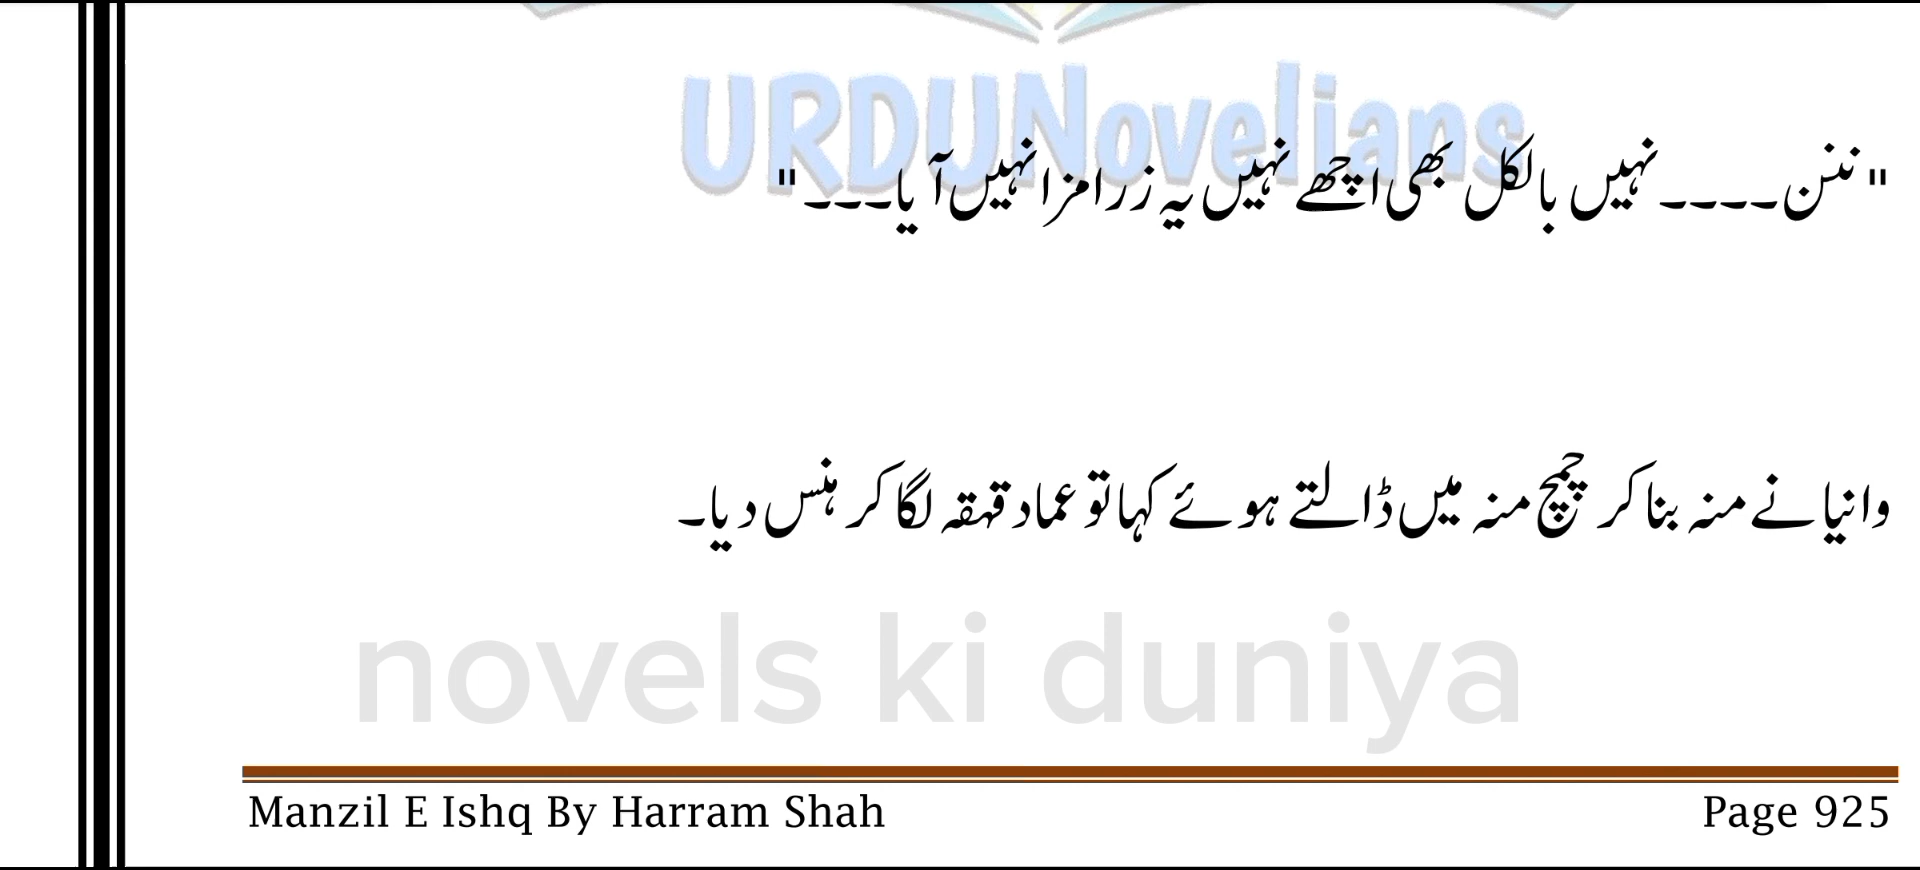 URDUNovelians
"ننن۔۔۔۔ نہیں بالکل بھی اچھے نہیں یہ زرا مزا نہیں آیا۔۔۔"
وانیا نے منہ بنا کر چمچ منہ میں ڈالتے ہوئے کہا تو عماد قہقہ لگا کر ہنس دیا۔
novels ki duniya
Manzil E Ishq By Harram Shah Page 925